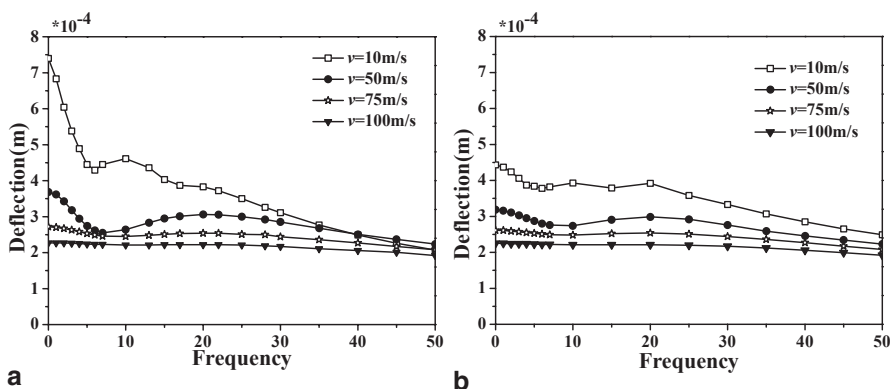 *10⁻⁴
8
7
6
5
4
3
2
1
0
Deflection(m)
v=10m/s
v=50m/s
v=75m/s
v=100m/s
0 10 20 30 40 50
Frequency
a
*10⁻⁴
8
7
6
5
4
3
2
1
0
Deflection(m)
v=10m/s
v=50m/s
v=75m/s
v=100m/s
0 10 20 30 40 50
Frequency
b